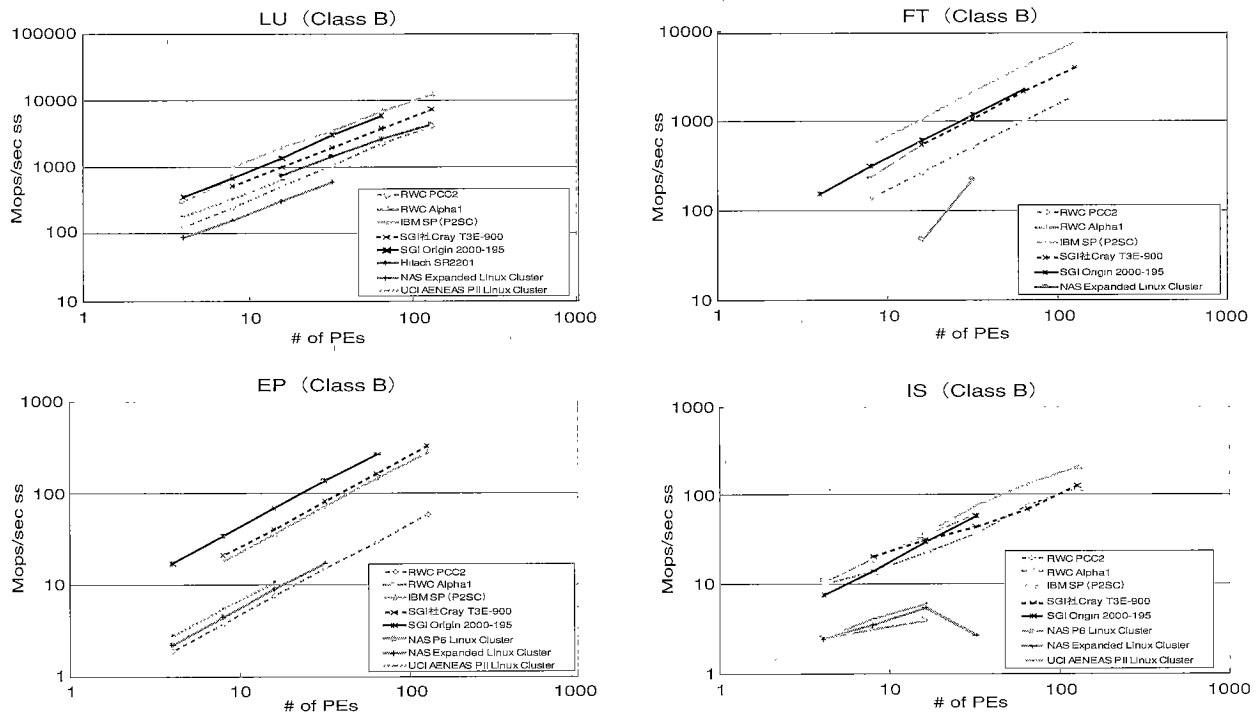 LU (Class B)
100000
10000
1000
100
10
1
10
100
1000
Mops/sec ss
# of PEs
RWC PCC2
RWC Alpha1
IBM SP (P2SC)
SGI社Cray T3E-900
SGI Origin 2000-195
Hitach SR2201
NAS Expanded Linux Cluster
UCI AENEAS PII Linux Cluster
FT (Class B)
10000
1000
100
10
1
10
100
1000
Mops/sec ss
# of PEs
RWC PCC2
RWC Alpha1
IBM SP (P2SC)
SGI社Cray T3E-900
SGI Origin 2000-195
NAS Expanded Linux Cluster
EP (Class B)
1000
100
10
1
1
10
100
1000
Mops/sec ss
# of PEs
RWC PCC2
RWC Alpha1
IBM SP (P2SC)
SGI社Cray T3E-900
SGI Origin 2000-195
NAS P6 Linux Cluster
NAS Expanded Linux Cluster
UCI AENEAS PII Linux Cluster
IS (Class B)
1000
100
10
1
1
10
100
1000
Mops/sec ss
# of PEs
RWC PCC2
RWC Alpha1
IBM SP (P2SC)
SGI社Cray T3E-900
SGI Origin 2000-195
NAS P6 Linux Cluster
NAS Expanded Linux Cluster
UCI AENEAS PII Linux Cluster